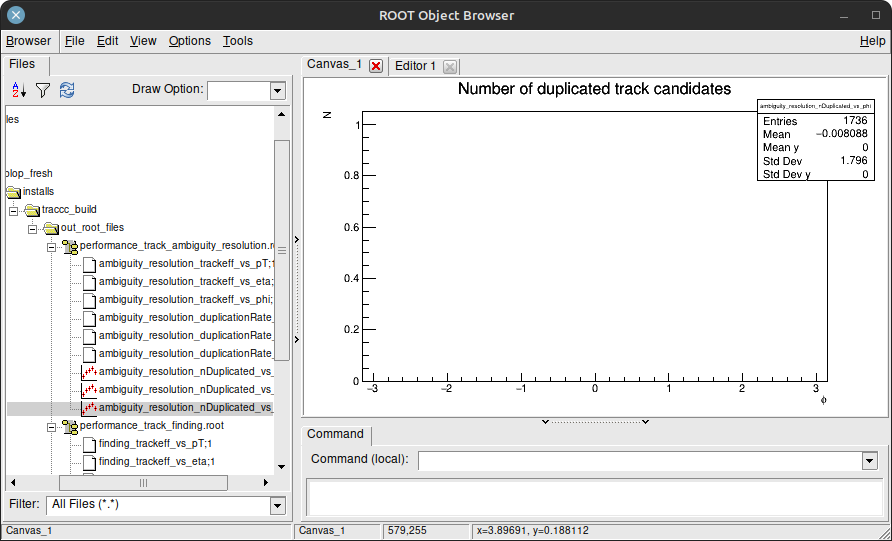 ROOT Object Browser
Browser File Edit View Options Tools Help
Files
Draw Option:
les
olop_fresh
installs
traccc_build
out_root_files
performance_track_ambiguity_resolution.r
ambiguity_resolution_trackeff_vs_pT;1
ambiguity_resolution_trackeff_vs_eta;
ambiguity_resolution_trackeff_vs_phi;
ambiguity_resolution_duplicationRate_
ambiguity_resolution_duplicationRate_
ambiguity_resolution_duplicationRate_
ambiguity_resolution_nDuplicated_vs_
ambiguity_resolution_nDuplicated_vs_
ambiguity_resolution_nDuplicated_vs_
performance_track_finding.root
finding_trackeff_vs_pT;1
finding_trackeff_vs_eta;1
Filter: All Files (*.*)
Canvas_1 Editor 1
Number of duplicated track candidates
N
ambiguity_resolution_nDuplicated_vs_phi
Entries 1736
Mean −0.008088
Mean y 0
Std Dev 1.796
Std Dev y 0
1
0.8
0.6
0.4
0.2
0
−3 −2 −1 0 1 2 3
ϕ
Command
Command (local):
Canvas_1 Canvas_1 579,255 x=3.89691, y=0.188112